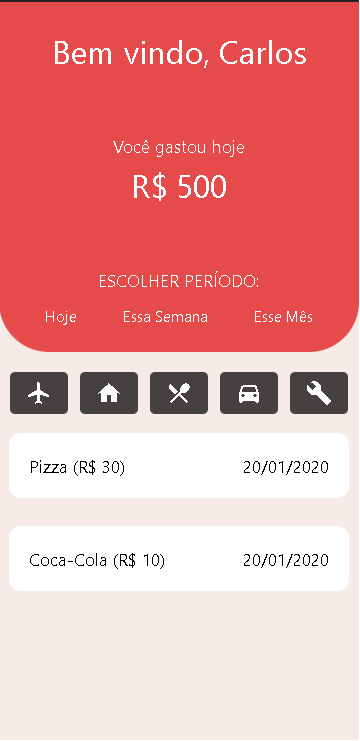 Bem vindo, Carlos
Você gastou hoje
R$ 500
ESCOLHER PERÍODO:
Hoje Essa Semana Esse Mês
Pizza (R$ 30) 20/01/2020
Coca-Cola (R$ 10) 20/01/2020